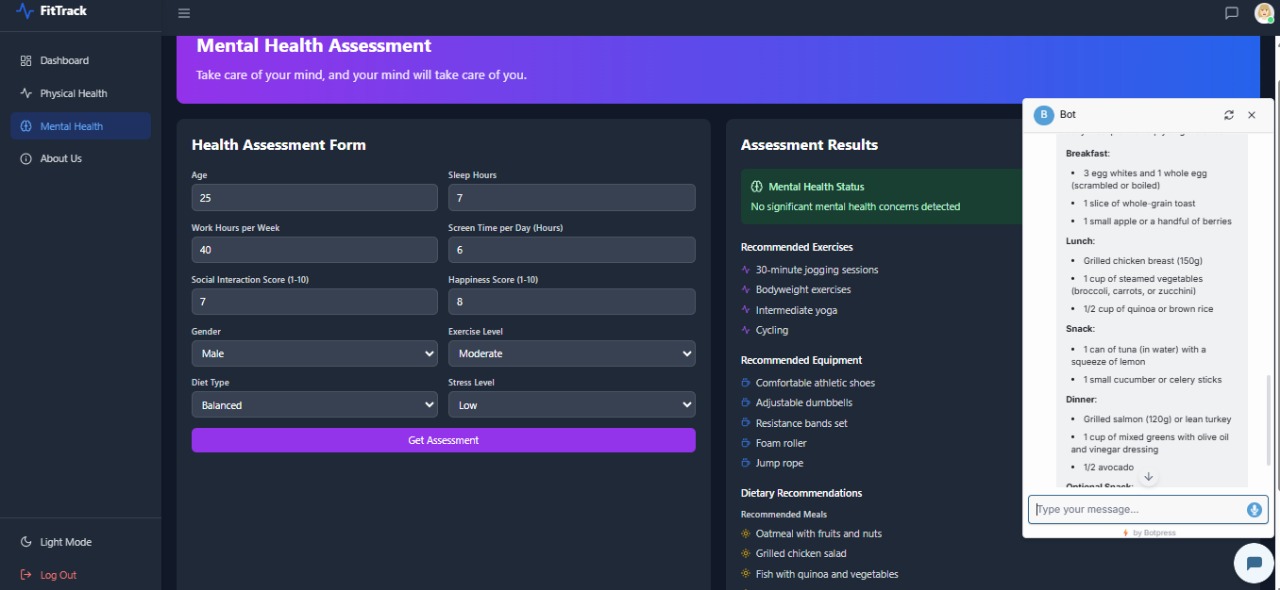 FitTrack
Dashboard
Physical Health
Mental Health
About Us
Light Mode
Log Out
Mental Health Assessment
Take care of your mind, and your mind will take care of you.
Health Assessment Form
Age
25
Sleep Hours
7
Work Hours per Week
40
Screen Time per Day (Hours)
6
Social Interaction Score (1-10)
7
Happiness Score (1-10)
8
Gender
Male
Exercise Level
Moderate
Diet Type
Balanced
Stress Level
Low
Get Assessment
Assessment Results
Mental Health Status
No significant mental health concerns detected
Recommended Exercises
30-minute jogging sessions
Bodyweight exercises
Intermediate yoga
Cycling
Recommended Equipment
Comfortable athletic shoes
Adjustable dumbbells
Resistance bands set
Foam roller
Jump rope
Dietary Recommendations
Recommended Meals
Oatmeal with fruits and nuts
Grilled chicken salad
Fish with quinoa and vegetables
B
Bot
Breakfast:
• 3 egg whites and 1 whole egg
(scrambled or boiled)
• 1 slice of whole-grain toast
• 1 small apple or a handful of berries
Lunch:
• Grilled chicken breast (150g)
• 1 cup of steamed vegetables
(broccoli, carrots, or zucchini)
• 1/2 cup of quinoa or brown rice
Snack:
• 1 can of tuna (in water) with a
squeeze of lemon
• 1 small cucumber or celery sticks
Dinner:
• Grilled salmon (120g) or lean turkey
• 1 cup of mixed greens with olive oil
and vinegar dressing
• 1/2 avocado
Optional Snack:
Type your message...
by Botpress